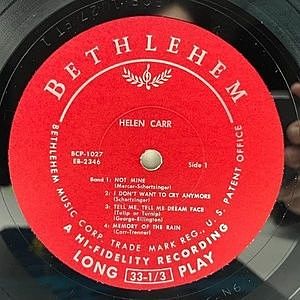 BETHLEHEM
HELEN CARR
BCP-1027
EB-2346
Side 1
Band 1: NOT MINE
(Mercer-Schertzinger)
2: I DON'T WANT TO CRY ANYMORE
(Schertzinger)
3: TELL ME, TELL ME DREAM FACE
(Tulip or Turnip)
(George-Ellington)
4: MEMORY OF THE RAIN
(Carr-Trenner)
BETHLEHEM MUSIC CORP. TRADE MARK REG., U. S. PATENT OFFICE
A HI-FIDELITY RECORDING
LONG 33-1/3 PLAY